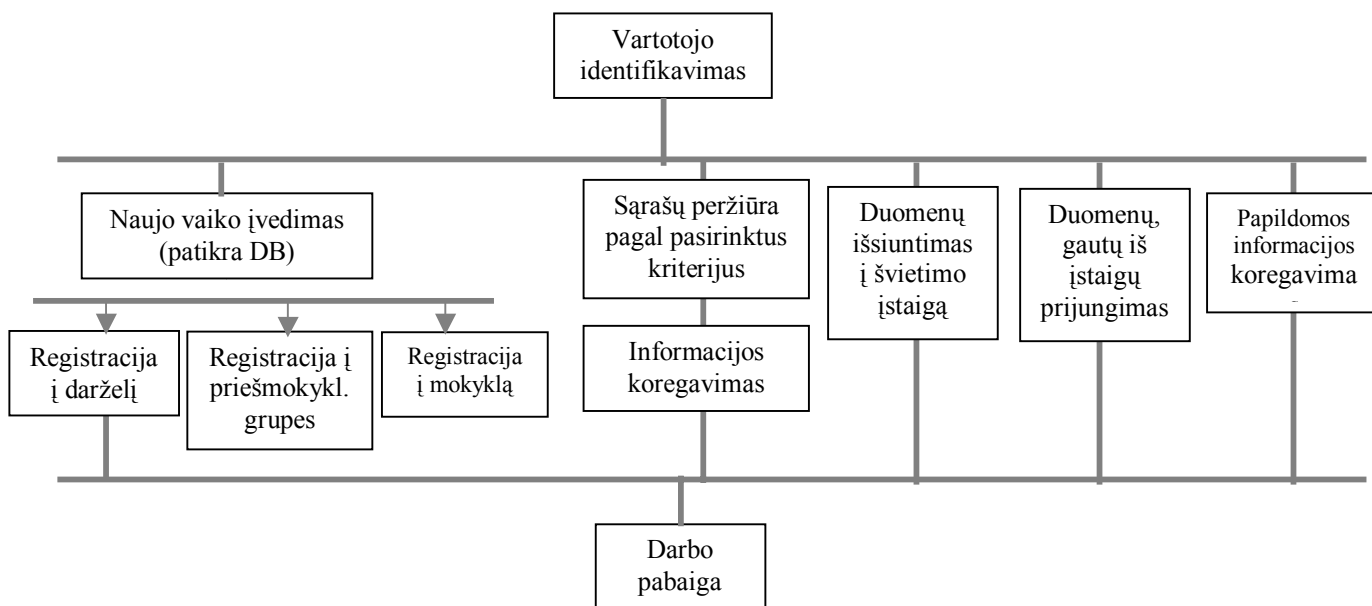 Vartotojo
identifikavimas
Naujo vaiko įvedimas
(patikra DB)
Sąrašų peržiūra
pagal pasirinktus
kriterijus
Duomenų
išsiuntimas
į švietimo
įstaigą
Duomenų,
gautų iš
įstaigų
prijungimas
Papildomos
informacijos
koregavima
Registracija
į darželį
Registracija į
priešmokykl.
grupes
Registracija
į mokyklą
Informacijos
koregavimas
Darbo
pabaiga